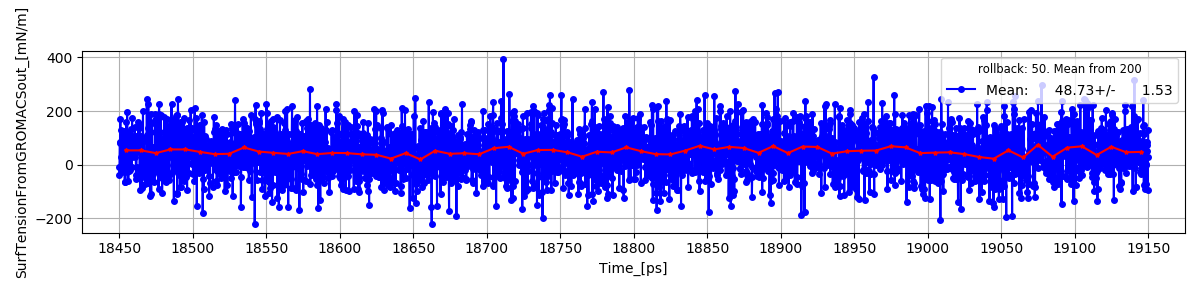 SurfTensionFromGROMACSout_[mN/m]
400
200
0
−200
rollback: 50. Mean from 200
Mean: 48.73+/- 1.53
18450 18500 18550 18600 18650 18700 18750 18800 18850 18900 18950 19000 19050 19100 19150
Time_[ps]